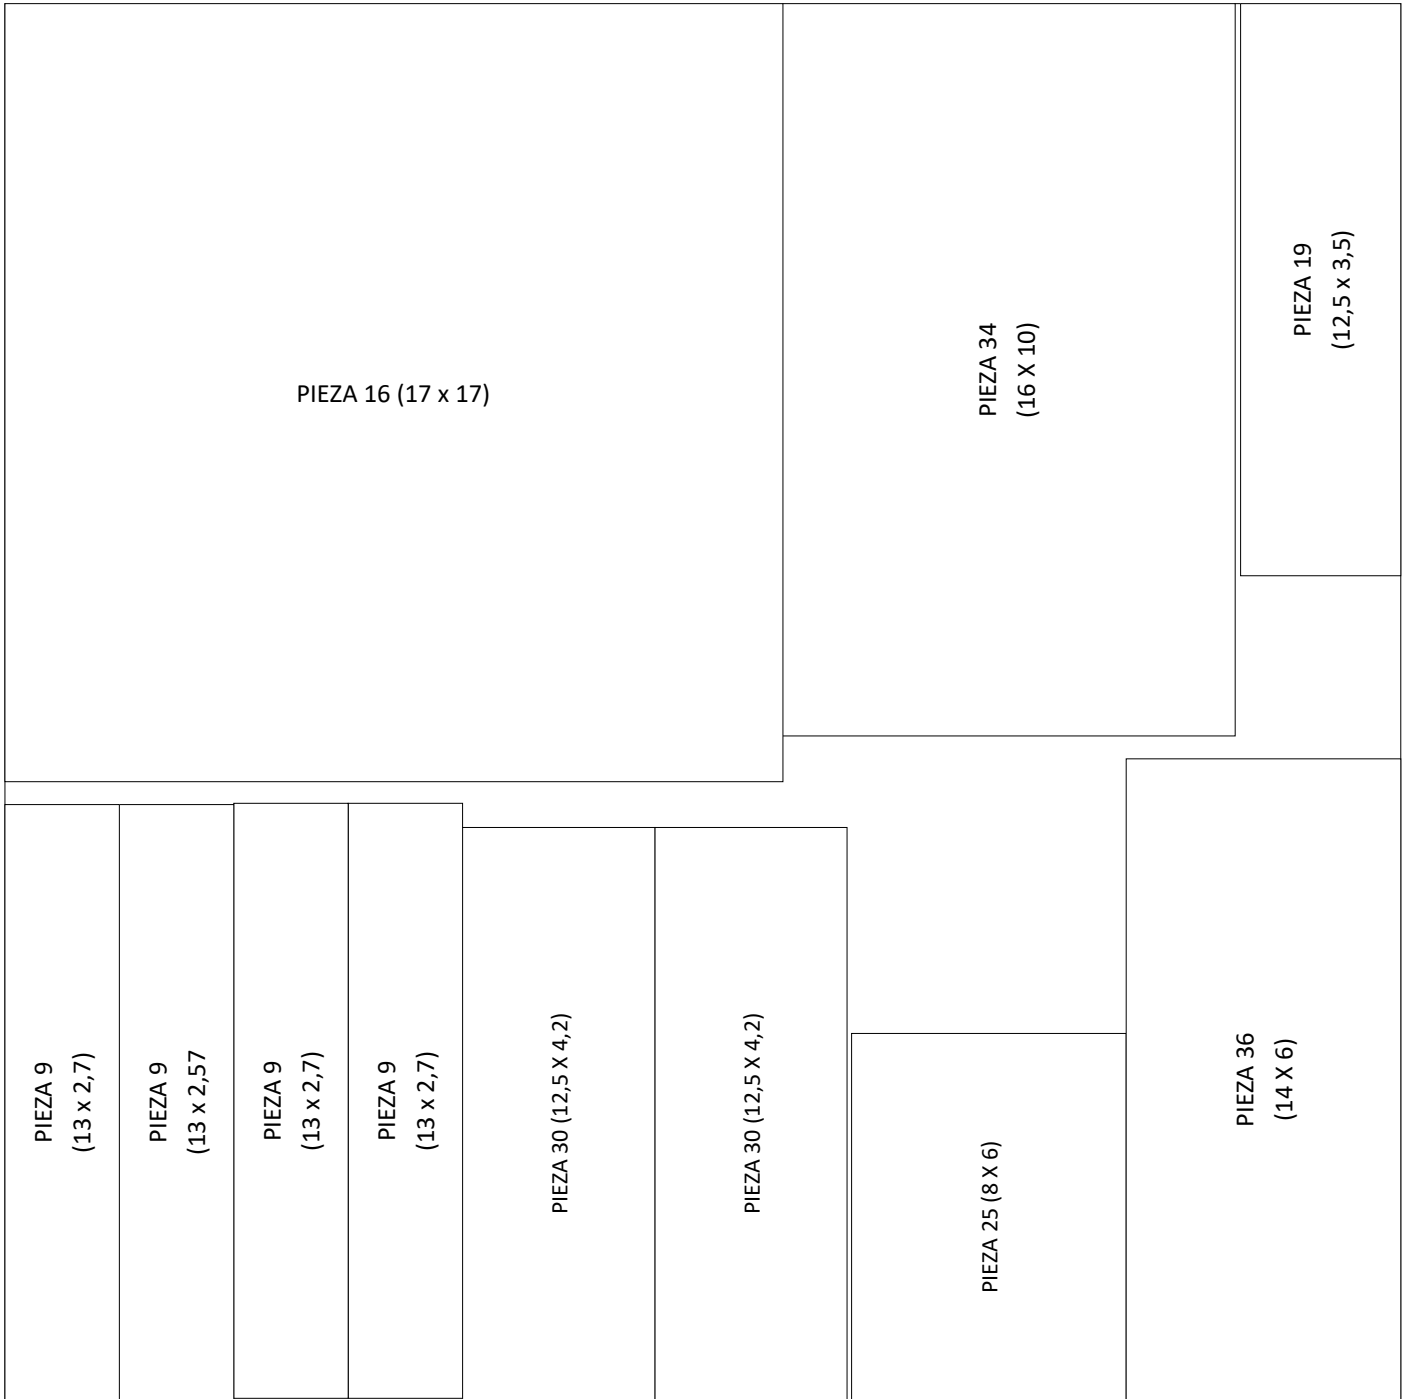 PIEZA 16 (17 x 17)
PIEZA 34
(16 X 10)
PIEZA 19
(12,5 x 3,5)
PIEZA 9
(13 x 2,7)
PIEZA 9
(13 x 2,57
PIEZA 9
(13 x 2,7)
PIEZA 9
(13 x 2,7)
PIEZA 30 (12,5 X 4,2)
PIEZA 30 (12,5 X 4,2)
PIEZA 25 (8 X 6)
PIEZA 36
(14 X 6)